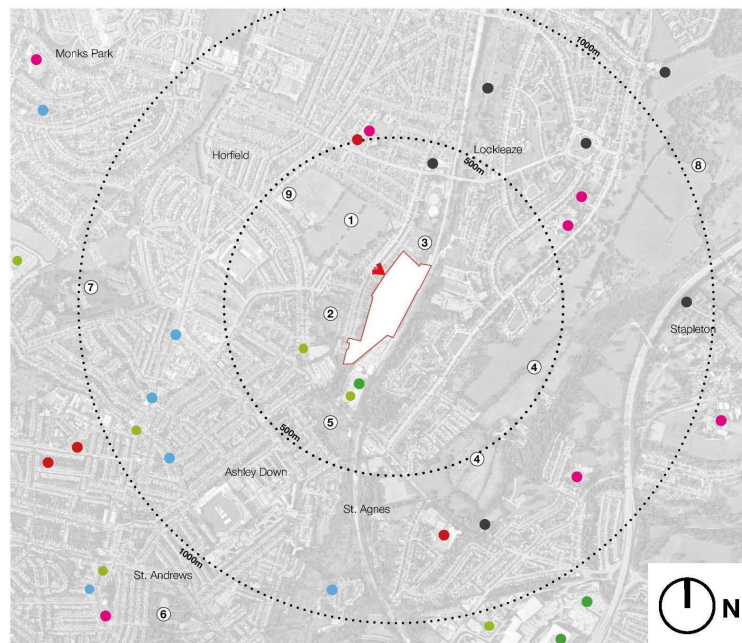 1000m
Monks Park
Horfield
Lockleaze
500m
8
9
1
3
7
2
Stapleton
4
5
500m
4
Ashley Down
St. Agnes
1000m
St. Andrews
6
N